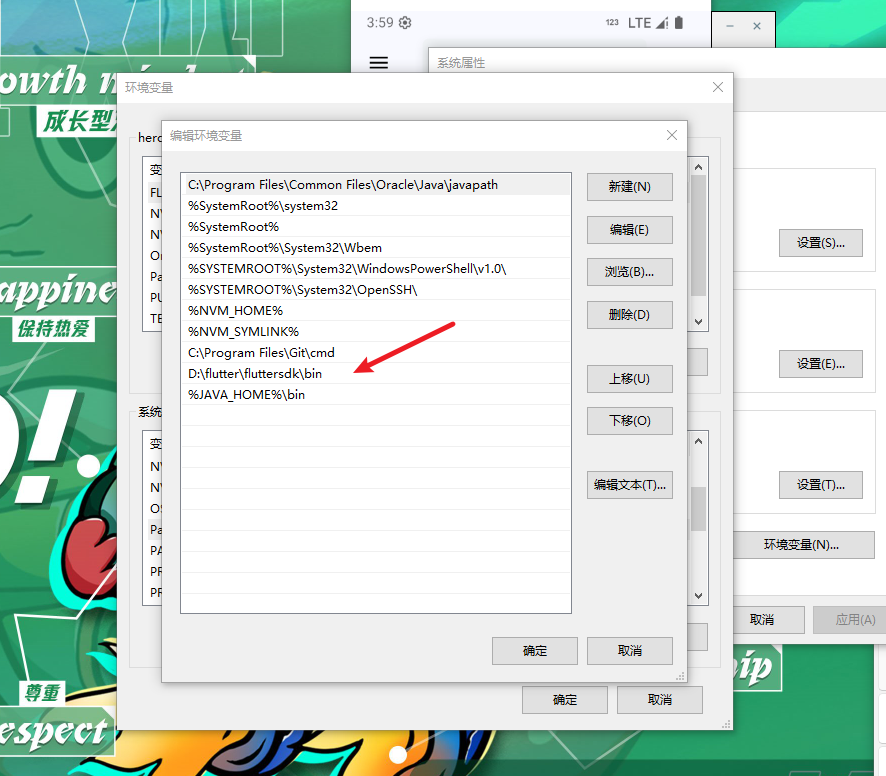 3:59
123 LTE
系统属性
owth mi
成长型
环境变量
编辑环境变量
C:\Program Files\Common Files\Oracle\Java\javapath
%SystemRoot%\system32
%SystemRoot%
%SystemRoot%\System32\Wbem
%SYSTEMROOT%\System32\WindowsPowerShell\v1.0\
%SYSTEMROOT%\System32\OpenSSH\
%NVM_HOME%
%NVM_SYMLINK%
C:\Program Files\Git\cmd
D:\flutter\fluttersdk\bin
%JAVA_HOME%\bin
新建(N)
编辑(E)
浏览(B)...
删除(D)
上移(U)
下移(O)
编辑文本(T)...
确定
取消
herc
变
FL
NV
NV
Or
Pa
PU
TE
系统
变
NV
NV
OS
Pa
PA
PR
PR
确定
取消
设置(S)...
设置(E)...
设置(T)...
环境变量(N)...
取消
应用(A)
appine
保持热爱
O!
尊重
espect
ip